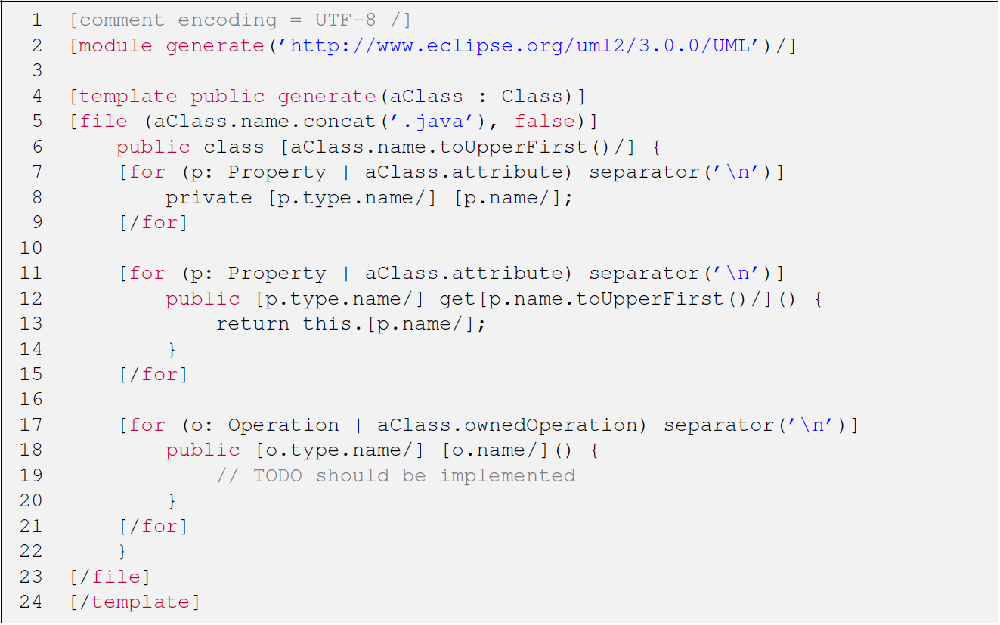 1 [comment encoding = UTF-8 /]
2 [module generate('http://www.eclipse.org/uml2/3.0.0/UML')/]
3
4 [template public generate(aClass : Class)]
5 [file (aClass.name.concat('.java'), false)]
6     public class [aClass.name.toUpperFirst()/] {
7     [for (p: Property | aClass.attribute) separator('\n')]
8         private [p.type.name/] [p.name/];
9     [/for]
10
11     [for (p: Property | aClass.attribute) separator('\n')]
12         public [p.type.name/] get[p.name.toUpperFirst()/]() {
13             return this.[p.name/];
14         }
15     [/for]
16
17     [for (o: Operation | aClass.ownedOperation) separator('\n')]
18         public [o.type.name/] [o.name/]() {
19             // TODO should be implemented
20         }
21     [/for]
22     }
23 [/file]
24 [/template]